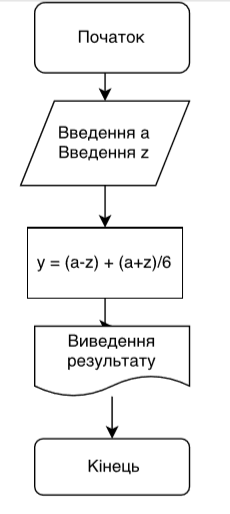 Початок
Введення a
Введення z
y = (a-z) + (a+z)/6
Виведення
результату
Кінець